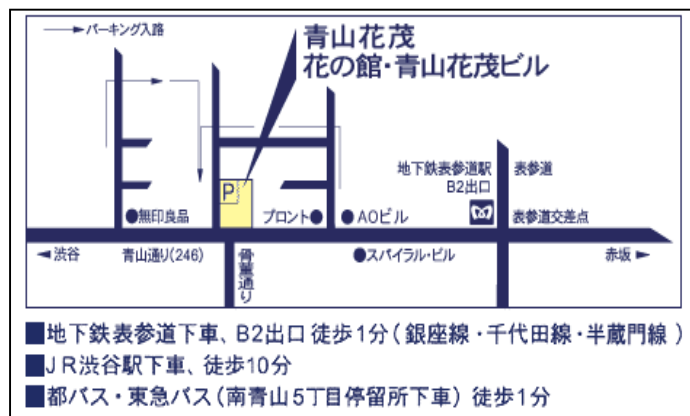 パーキング入路
青山花茂
花の館・青山花茂ビル
地下鉄表参道駅
B2出口
表参道
P
●無印良品
プロント●
●AOビル
表参道交差点
◄渋谷
青山通り(246)
骨董通り
●スパイラル・ビル
赤坂►
■地下鉄表参道下車、B2出口 徒歩1分(銀座線・千代田線・半蔵門線)
■JR渋谷駅下車、徒歩10分
■都バス・東急バス(南青山5丁目停留所下車) 徒歩1分